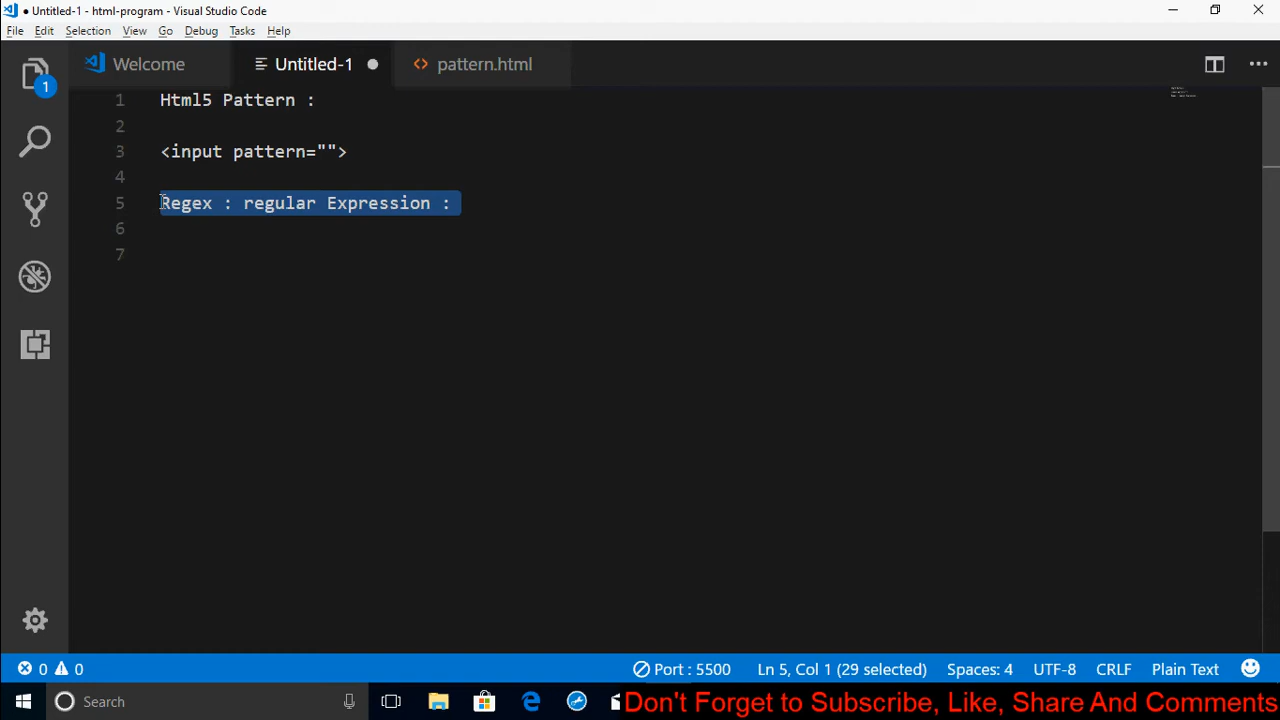 ● Untitled-1 - html-program - Visual Studio Code
File Edit Selection View Go Debug Tasks Help
Welcome Untitled-1 ● <> pattern.html
1
1 Html5 Pattern :
2
3 <input pattern="">
4
5 Regex : regular Expression :
6
7
0 0 Port : 5500 Ln 5, Col 1 (29 selected) Spaces: 4 UTF-8 CRLF Plain Text
Search Don't Forget to Subscribe, Like, Share And Comments